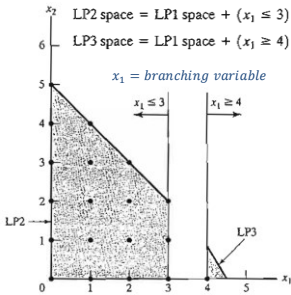 x₂
LP2 space = LP1 space + (x₁ ≤ 3)
LP3 space = LP1 space + (x₁ ≥ 4)
6
x₁ = branching variable
5
x₁ ≤ 3
x₁ ≥ 4
4
3
2
LP2
LP3
1
0
1
2
3
4
5
x₁